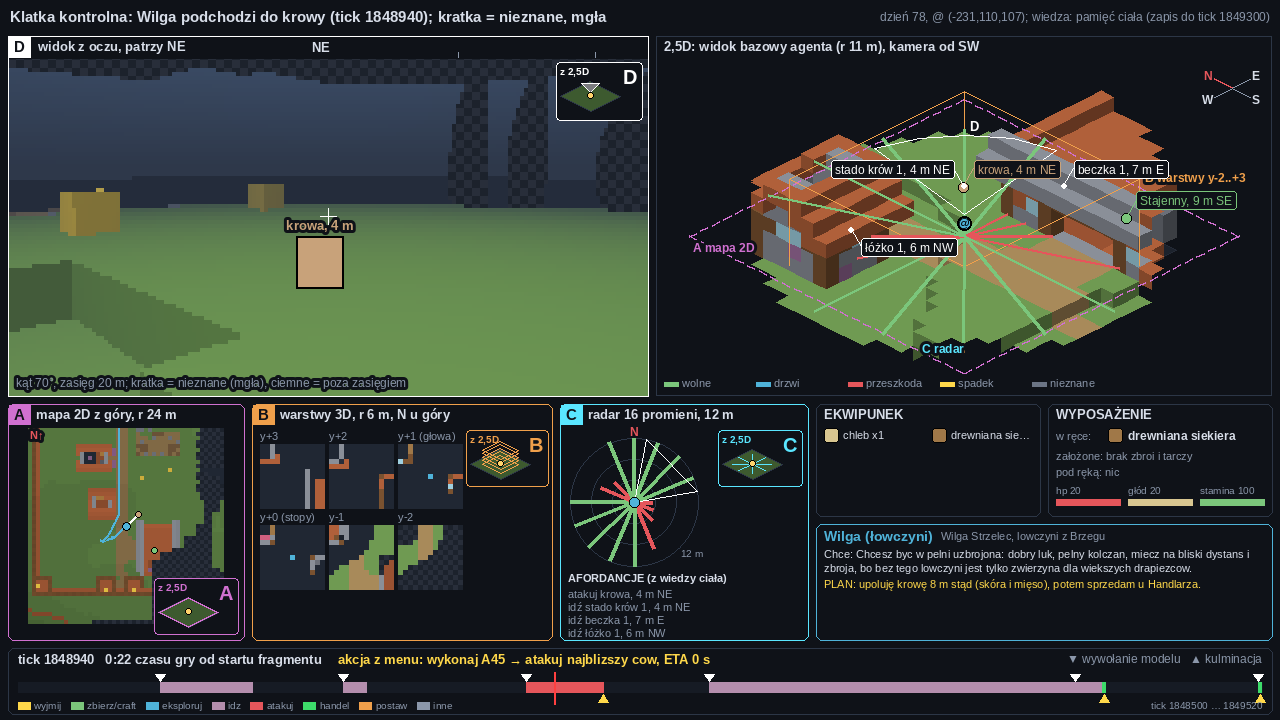 Klatka kontrolna: Wilga podchodzi do krowy (tick 1848940); kratka = nieznane, mgła
dzień 78, @ (-231,110,107); wiedza: pamięć ciała (zapis do tick 1849300)
D widok z oczu, patrzy NE
NE
z 2,5D D
krowa, 4 m
kąt 70°, zasięg 20 m; kratka = nieznane (mgła), ciemne = poza zasięgiem
2,5D: widok bazowy agenta (r 11 m), kamera od SW
N E
W S
D
stado krów 1, 4 m NE
krowa, 4 m NE
beczka 1, 7 m E
warstwy y-2..+3
Stajenny, 9 m SE
@
A mapa 2D
łóżko 1, 6 m NW
C radar
wolne
drzwi
przeszkoda
spadek
nieznane
A mapa 2D z góry, r 24 m
N↑
z 2,5D A
B warstwy 3D, r 6 m, N u góry
y+3
y+2
y+1 (głowa)
z 2,5D B
y+0 (stopy)
y-1
y-2
C radar 16 promieni, 12 m
N
z 2,5D C
12 m
AFORDANCJE (z wiedzy ciała)
atakuj krowa, 4 m NE
idź stado krów 1, 4 m NE
idź beczka 1, 7 m E
idź łóżko 1, 6 m NW
EKWIPUNEK
chleb x1
drewniana sie...
WYPOSAŻENIE
w ręce: drewniana siekiera
założone: brak zbroi i tarczy
pod ręką: nic
hp 20
głód 20
stamina 100
Wilga (łowczyni) Wilga Strzelec, lowczyni z Brzegu
Chce: Chcesz byc w pelni uzbrojona: dobry luk, pelny kolczan, miecz na bliski dystans i
zbroja, bo bez tego lowczyni jest tylko zwierzyna dla wiekszych drapiezcow.
PLAN: upoluję krowę 8 m stąd (skóra i mięso), potem sprzedam u Handlarza.
tick 1848940 0:22 czasu gry od startu fragmentu akcja z menu: wykonaj A45 → atakuj najblizszy cow, ETA 0 s
▼ wywołanie modelu ▲ kulminacja
wyjmij
zbierz/craft
eksploruj
idz
atakuj
handel
postaw
inne
tick 1848500 … 1849520